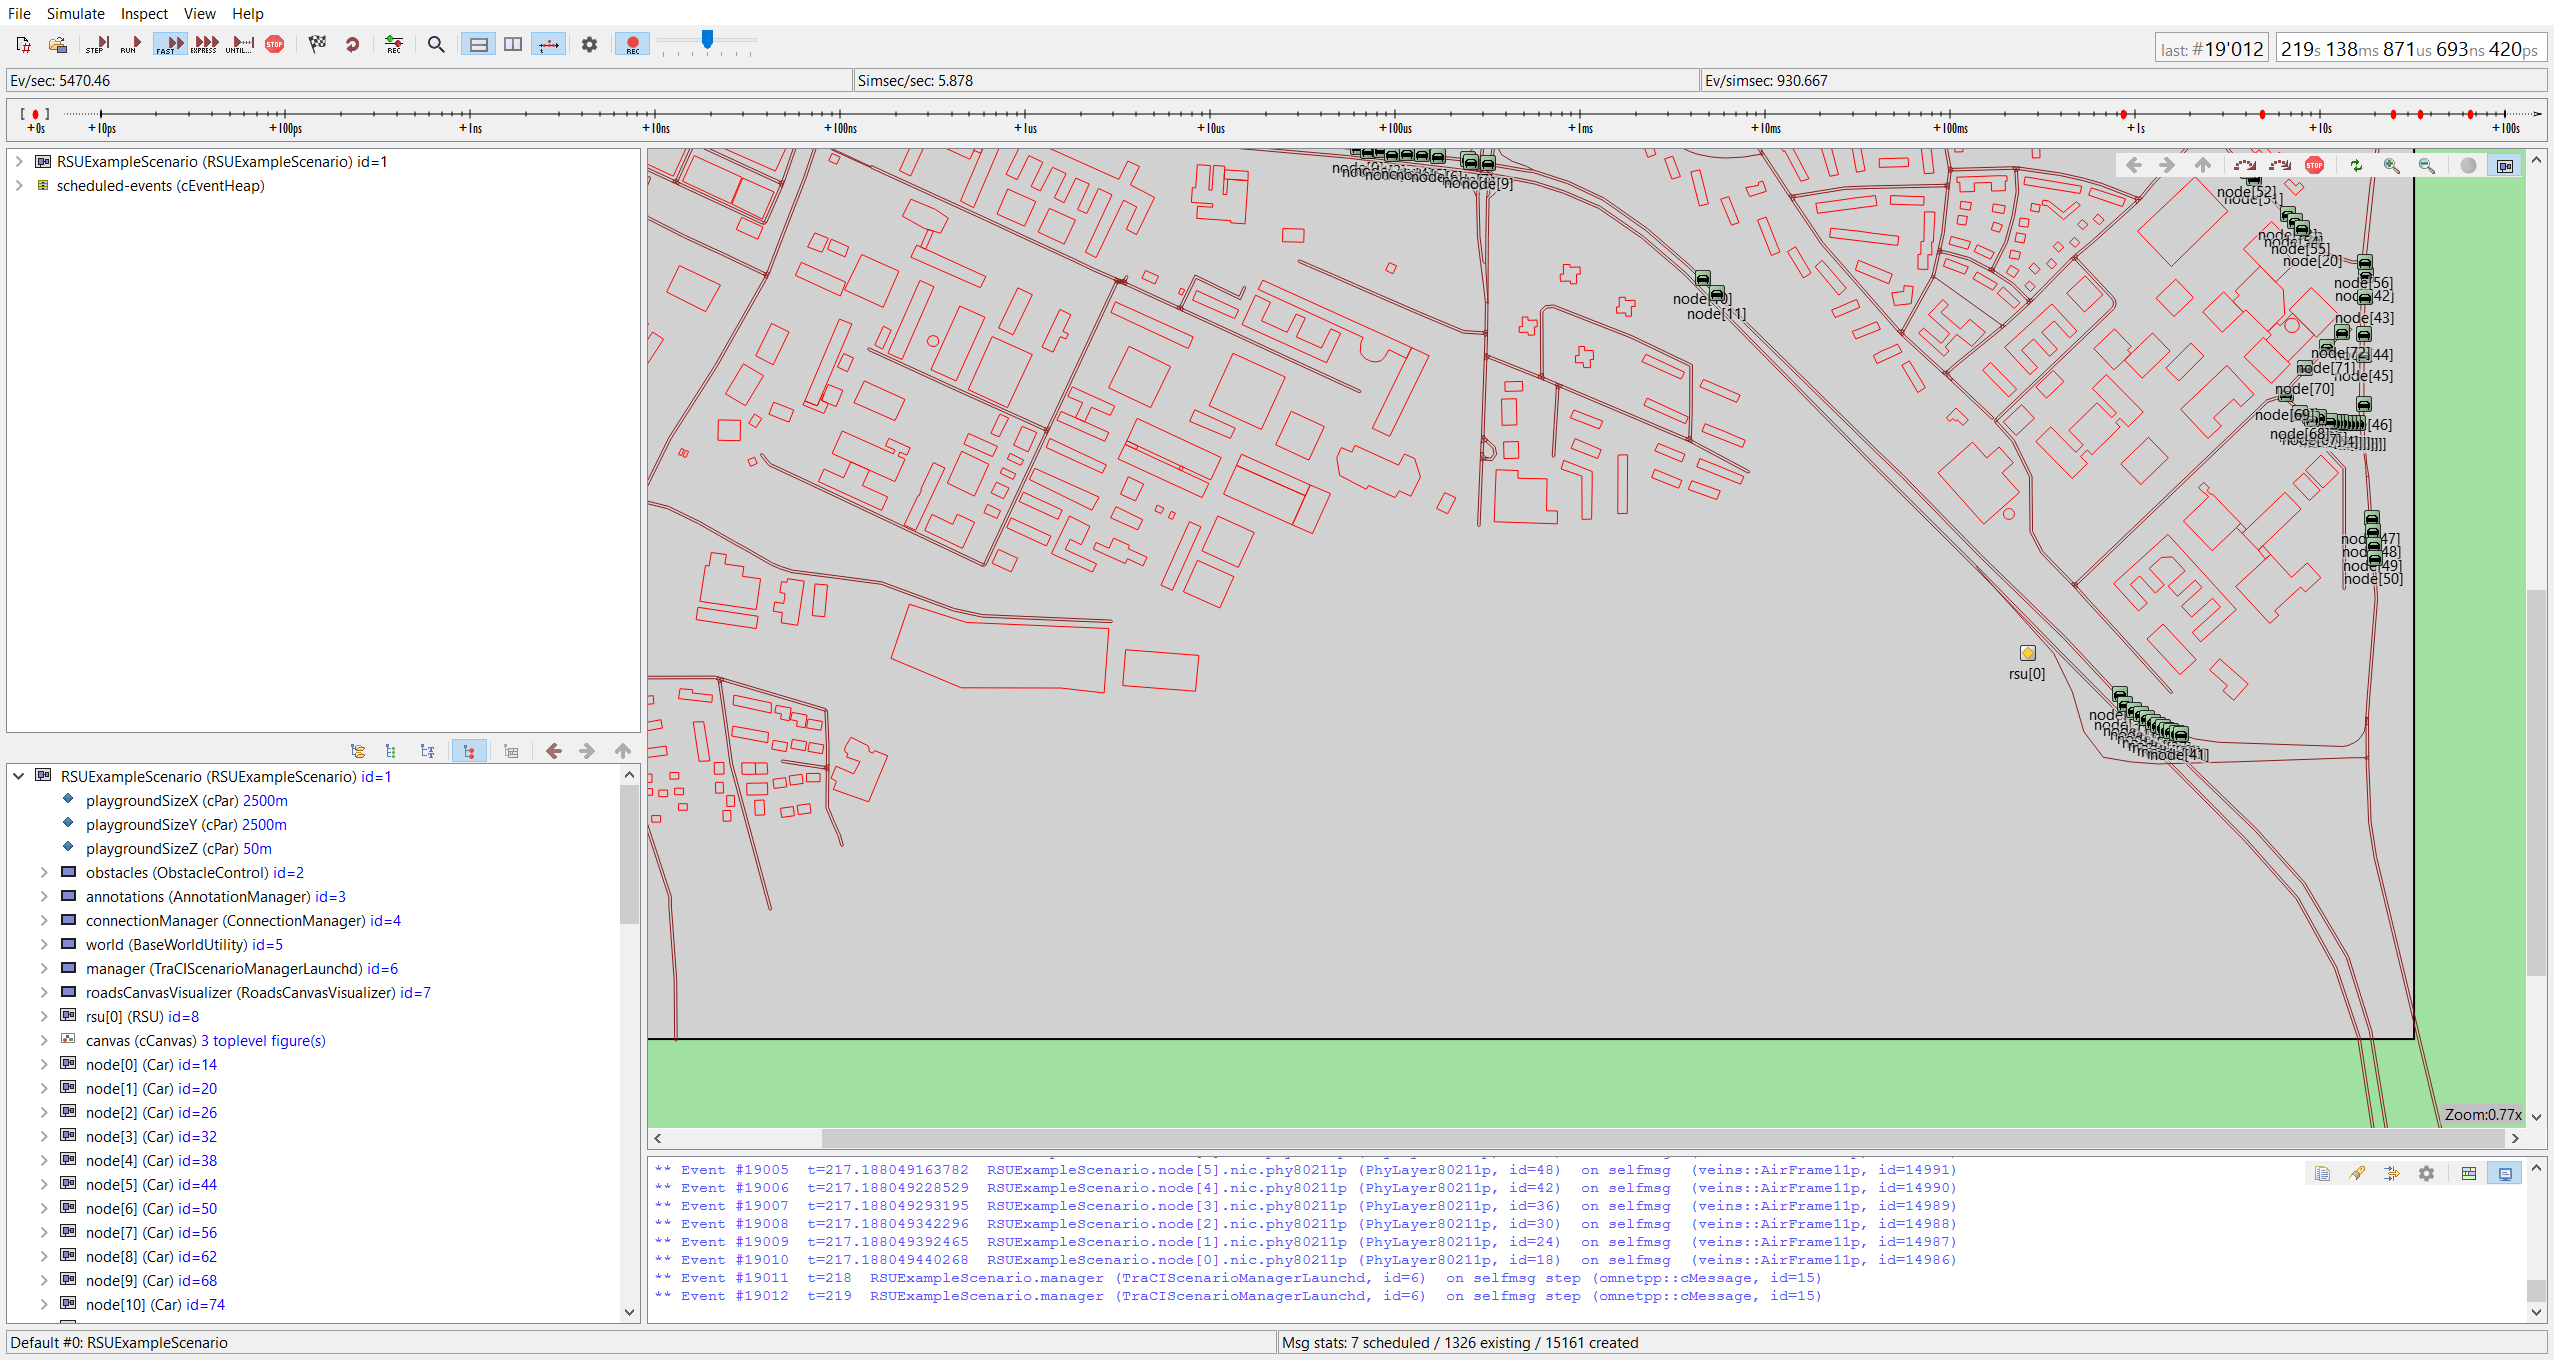 File Simulate Inspect View Help
STEP RUN FAST EXPRESS UNTIL... STOP REC REC
last: #19'012 219s 138ms 871us 693ns 420ps
Ev/sec: 5470.46 Simsec/sec: 5.878 Ev/simsec: 930.667
+0s +10ps +100ps +1ns +10ns +100ns +1us +10us +100us +1ms +10ms +100ms +1s +10s +100s
RSUExampleScenario (RSUExampleScenario) id=1
scheduled-events (cEventHeap)
RSUExampleScenario (RSUExampleScenario) id=1
playgroundSizeX (cPar) 2500m
playgroundSizeY (cPar) 2500m
playgroundSizeZ (cPar) 50m
obstacles (ObstacleControl) id=2
annotations (AnnotationManager) id=3
connectionManager (ConnectionManager) id=4
world (BaseWorldUtility) id=5
manager (TraCIScenarioManagerLaunchd) id=6
roadsCanvasVisualizer (RoadsCanvasVisualizer) id=7
rsu[0] (RSU) id=8
canvas (cCanvas) 3 toplevel figure(s)
node[0] (Car) id=14
node[1] (Car) id=20
node[2] (Car) id=26
node[3] (Car) id=32
node[4] (Car) id=38
node[5] (Car) id=44
node[6] (Car) id=50
node[7] (Car) id=56
node[8] (Car) id=62
node[9] (Car) id=68
node[10] (Car) id=74
STOP
node[9]
node[52]
node[55]
node[20]
node[56]
node[43]
node[11]
node[72]
node[71]
node[70]
node[69]
node[68]
node[50]
rsu[0]
node[41]
Zoom:0.77x
** Event #19005 t=217.188049163782 RSUExampleScenario.node[5].nic.phy80211p (PhyLayer80211p, id=48) on selfmsg (veins::AirFrame11p, id=14991)
** Event #19006 t=217.188049228529 RSUExampleScenario.node[4].nic.phy80211p (PhyLayer80211p, id=42) on selfmsg (veins::AirFrame11p, id=14990)
** Event #19007 t=217.188049293195 RSUExampleScenario.node[3].nic.phy80211p (PhyLayer80211p, id=36) on selfmsg (veins::AirFrame11p, id=14989)
** Event #19008 t=217.188049342296 RSUExampleScenario.node[2].nic.phy80211p (PhyLayer80211p, id=30) on selfmsg (veins::AirFrame11p, id=14988)
** Event #19009 t=217.188049392465 RSUExampleScenario.node[1].nic.phy80211p (PhyLayer80211p, id=24) on selfmsg (veins::AirFrame11p, id=14987)
** Event #19010 t=217.188049440268 RSUExampleScenario.node[0].nic.phy80211p (PhyLayer80211p, id=18) on selfmsg (veins::AirFrame11p, id=14986)
** Event #19011 t=218 RSUExampleScenario.manager (TraCIScenarioManagerLaunchd, id=6) on selfmsg step (omnetpp::cMessage, id=15)
** Event #19012 t=219 RSUExampleScenario.manager (TraCIScenarioManagerLaunchd, id=6) on selfmsg step (omnetpp::cMessage, id=15)
Default #0: RSUExampleScenario
Msg stats: 7 scheduled / 1326 existing / 15161 created